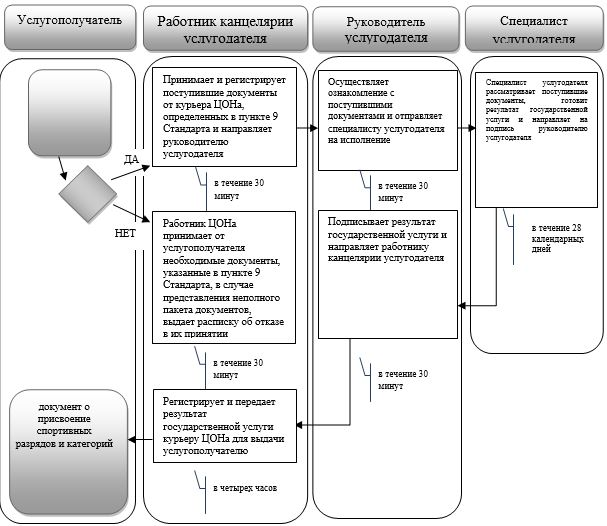 Услугополучатель
Работник канцелярии
услугодателя
Руководитель
услугодателя
Специалист
услугодателя
ДА
НЕТ
Принимает и регистрирует
поступившие документы
от курьера ЦОНа,
определенных в пункте 9
Стандарта и направляет
руководителю
услугодателя
в течение 30
минут
Осуществляет
ознакомление с
поступившими
документами и отправляет
специалисту услугодателя
на исполнение
в течение 30
минут
Специалист услугодателя
рассматривает поступившие
документы, готовит
результат государственной
услуги и направляет на
подпись руководителю
услугодателя
в течение 28
календарных
дней
Работник ЦОНа
принимает от
услугополучателя
необходимые документы,
указанные в пункте 9
Стандарта, в случае
представления неполного
пакета документов,
выдает расписку об отказе
в их принятии
в течение 30
минут
Подписывает результат
государственной услуги и
направляет работнику
канцелярии услугодателя
в течение 30
минут
Регистрирует и передает
результат
государственной услуги
курьеру ЦОНа для выдачи
услугополучателю
в четырех часов
документ о
присвоение
спортивных
разрядов и категорий